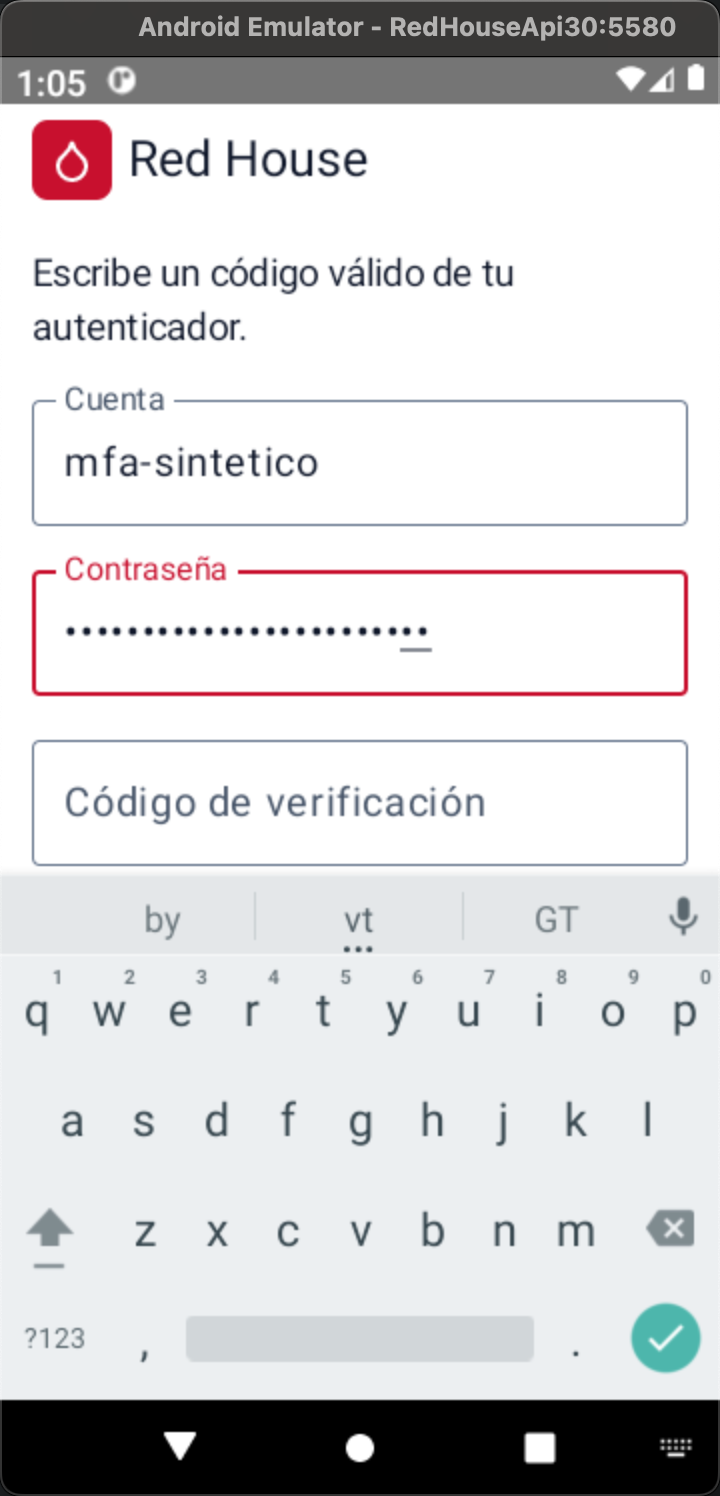 Android Emulator - RedHouseApi30:5580
1:05
Red House
Escribe un código válido de tu
autenticador.
Cuenta
mfa-sintetico
Contraseña
••••••••••••••••••••••••
Código de verificación
by vt GT
1 2 3 4 5 6 7 8 9 0
q w e r t y u i o p
a s d f g h j k l
z x c v b n m
?123 , .